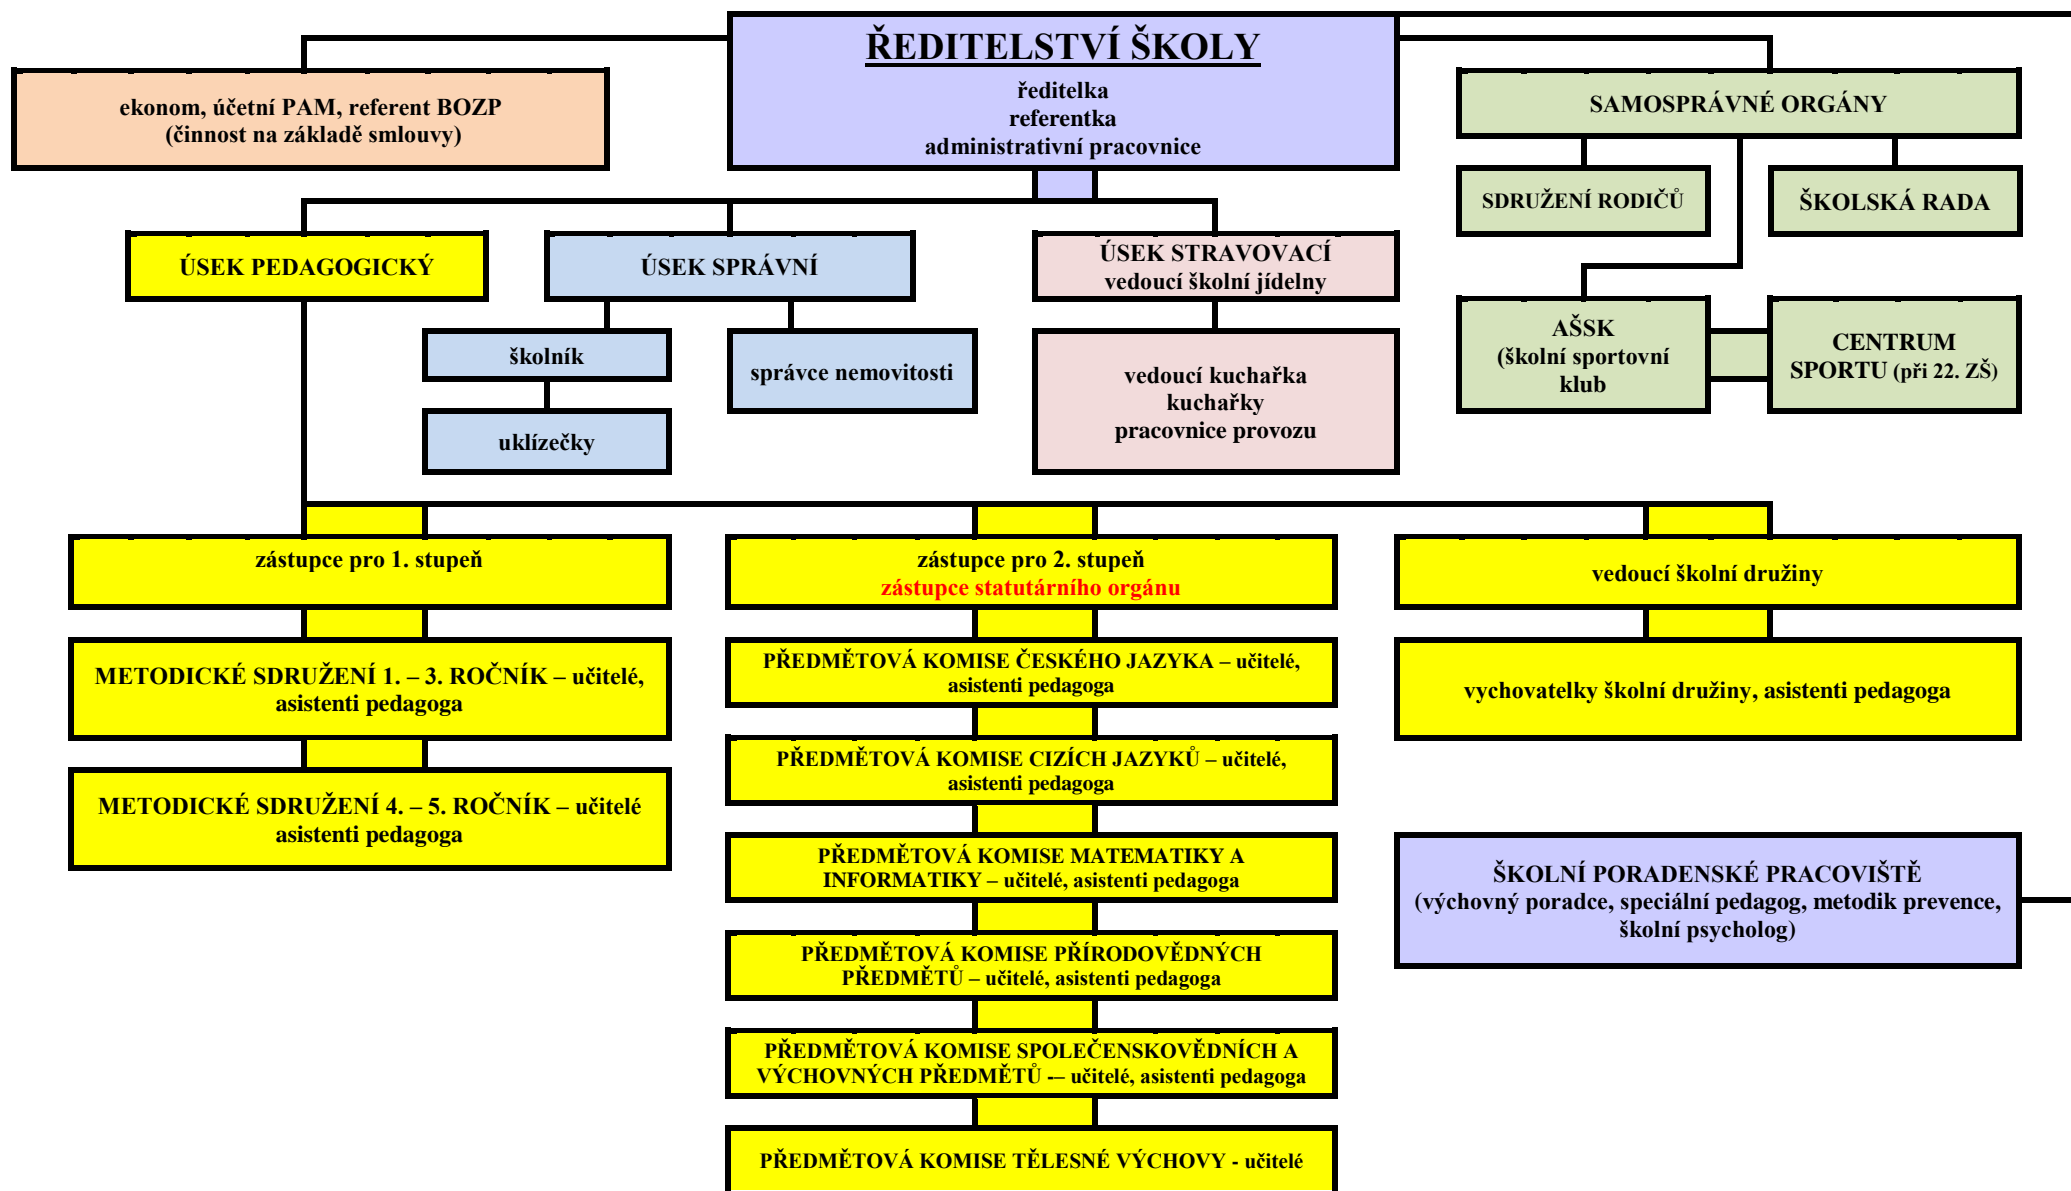 ŘEDITELSTVÍ ŠKOLY
ředitelka
referentka
administrativní pracovnice
ekonom, účetní PAM, referent BOZP
(činnost na základě smlouvy)
SAMOSPRÁVNÉ ORGÁNY
SDRUŽENÍ RODIČŮ
ŠKOLSKÁ RADA
ÚSEK PEDAGOGICKÝ
ÚSEK SPRÁVNÍ
ÚSEK STRAVOVACÍ
vedoucí školní jídelny
školník
správce nemovitosti
uklízečky
vedoucí kuchařka
kuchařky
pracovnice provozu
AŠSK
(školní sportovní
klub
CENTRUM
SPORTU (při 22. ZŠ)
zástupce pro 1. stupeň
METODICKÉ SDRUŽENÍ 1. – 3. ROČNÍK – učitelé,
asistenti pedagoga
METODICKÉ SDRUŽENÍ 4. – 5. ROČNÍK – učitelé
asistenti pedagoga
zástupce pro 2. stupeň
zástupce statutárního orgánu
PŘEDMĚTOVÁ KOMISE ČESKÉHO JAZYKA – učitelé,
asistenti pedagoga
PŘEDMĚTOVÁ KOMISE CIZÍCH JAZYKŮ – učitelé,
asistenti pedagoga
PŘEDMĚTOVÁ KOMISE MATEMATIKY A
INFORMATIKY – učitelé, asistenti pedagoga
PŘEDMĚTOVÁ KOMISE PŘÍRODOVĚDNÝCH
PŘEDMĚTŮ – učitelé, asistenti pedagoga
PŘEDMĚTOVÁ KOMISE SPOLEČENSKOVĚDNÍCH A
VÝCHOVNÝCH PŘEDMĚTŮ -– učitelé, asistenti pedagoga
PŘEDMĚTOVÁ KOMISE TĚLESNÉ VÝCHOVY - učitelé
vedoucí školní družiny
vychovatelky školní družiny, asistenti pedagoga
ŠKOLNÍ PORADENSKÉ PRACOVIŠTĚ
(výchovný poradce, speciální pedagog, metodik prevence,
školní psycholog)